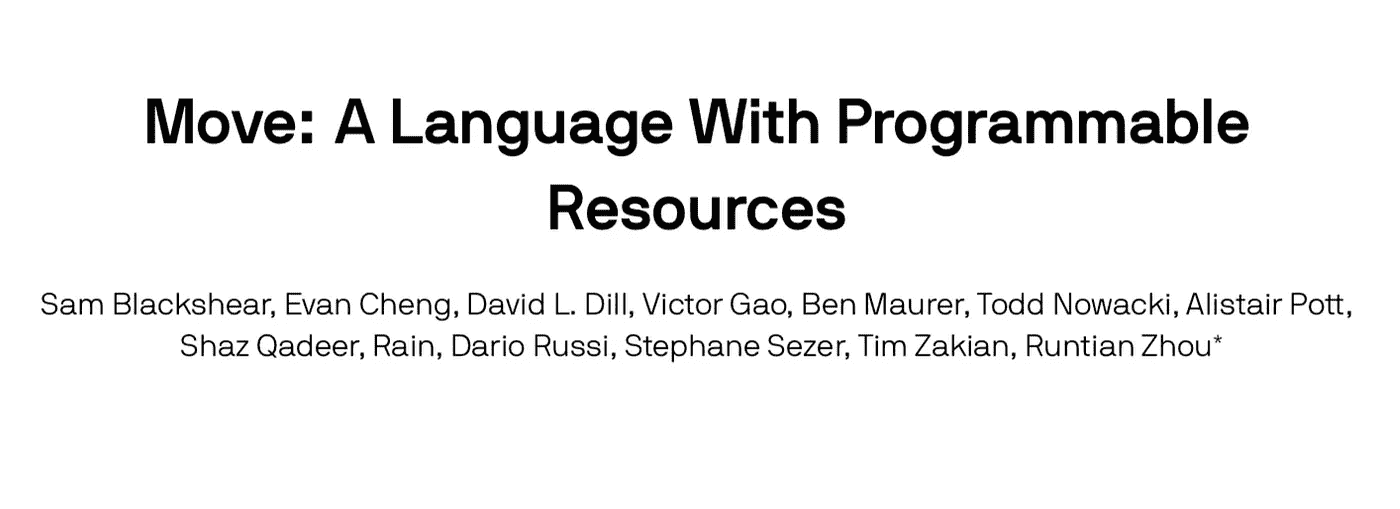 Move: A Language With Programmable
Resources
Sam Blackshear, Evan Cheng, David L. Dill, Victor Gao, Ben Maurer, Todd Nowacki, Alistair Pott,
Shaz Qadeer, Rain, Dario Russi, Stephane Sezer, Tim Zakian, Runtian Zhou*